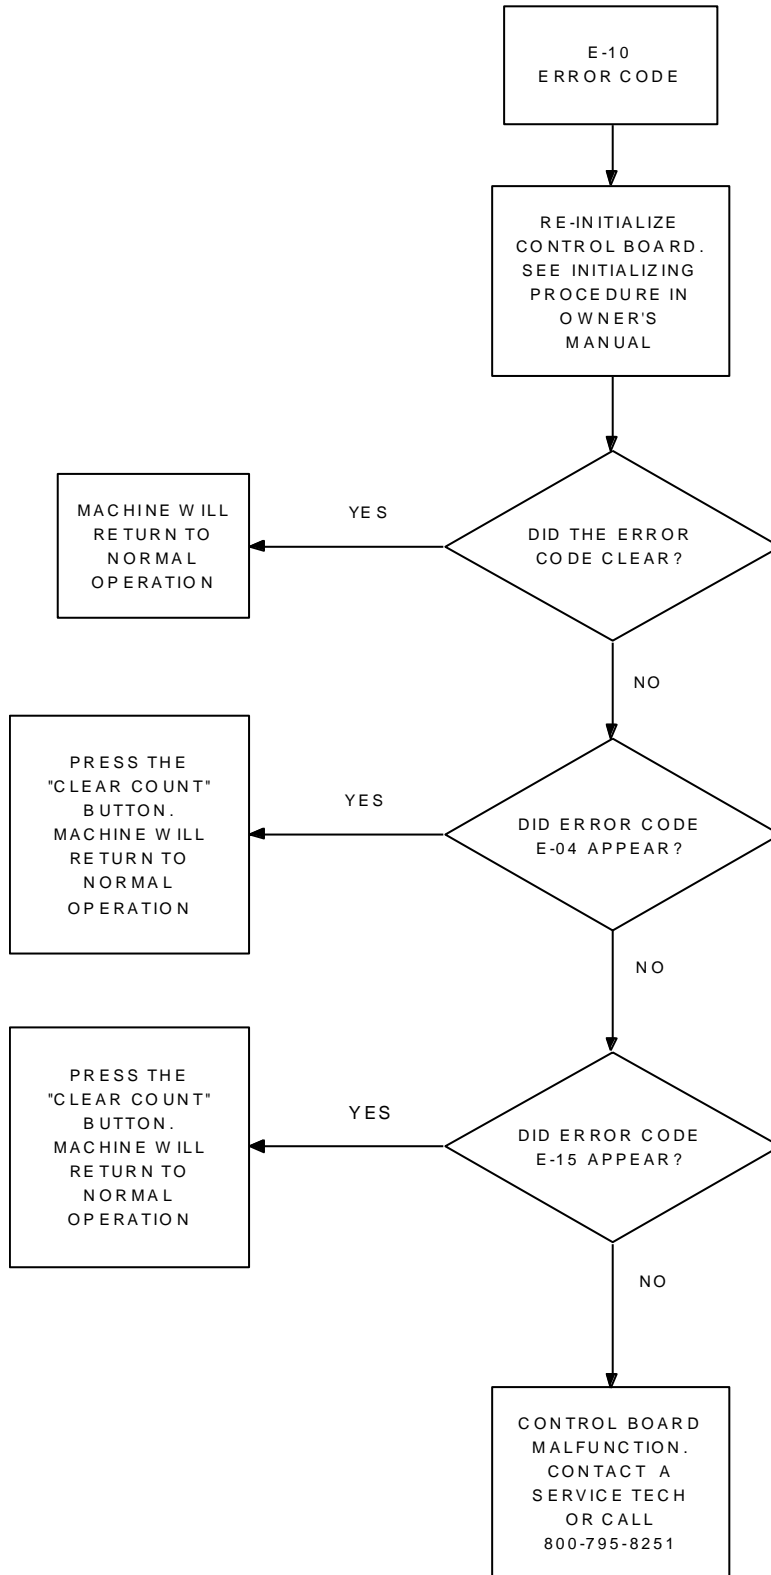 E-10
ERROR CODE
RE-INITIALIZE
CONTROL BOARD.
SEE INITIALIZING
PROCEDURE IN
OWNER'S
MANUAL
DID THE ERROR
CODE CLEAR?
YES
MACHINE WILL
RETURN TO
NORMAL
OPERATION
NO
DID ERROR CODE
E-04 APPEAR?
YES
PRESS THE
"CLEAR COUNT"
BUTTON.
MACHINE WILL
RETURN TO
NORMAL
OPERATION
NO
DID ERROR CODE
E-15 APPEAR?
YES
PRESS THE
"CLEAR COUNT"
BUTTON.
MACHINE WILL
RETURN TO
NORMAL
OPERATION
NO
CONTROL BOARD
MALFUNCTION.
CONTACT A
SERVICE TECH
OR CALL
800-795-8251